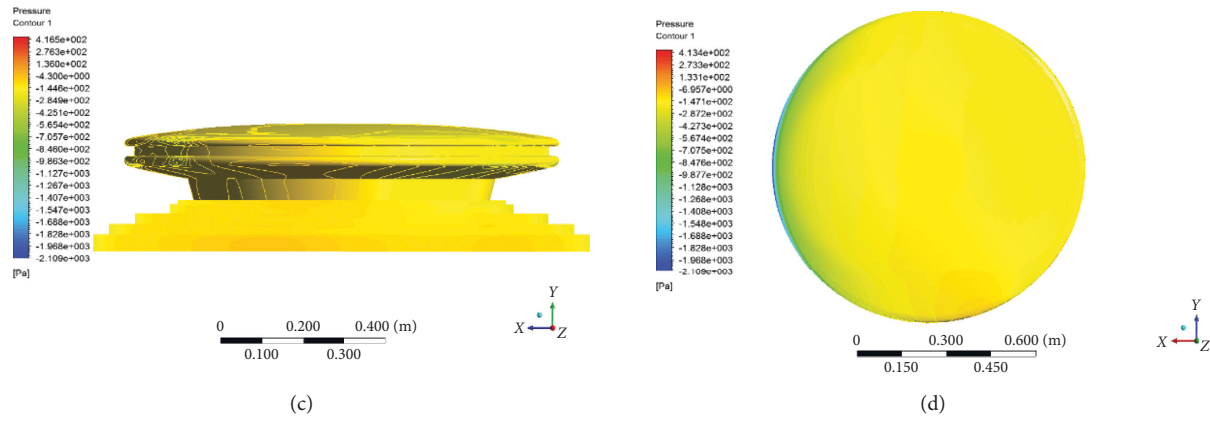 Pressure
Contour 1
4.165e+002
2.763e+002
1.360e+002
-4.300e+000
-1.446e+002
-2.849e+002
-4.251e+002
-5.654e+002
-7.057e+002
-8.460e+002
-9.863e+002
-1.127e+003
-1.267e+003
-1.407e+003
-1.547e+003
-1.688e+003
-1.828e+003
-1.968e+003
-2.109e+003
[Pa]
0 0.200 0.400 (m)
0.100 0.300
Y
X Z
(c)
Pressure
Contour 1
4.134e+002
2.733e+002
1.331e+002
-6.957e+000
-1.471e+002
-2.872e+002
-4.273e+002
-5.674e+002
-7.075e+002
-8.476e+002
-9.877e+002
-1.128e+003
-1.268e+003
-1.408e+003
-1.548e+003
-1.688e+003
-1.828e+003
-1.968e+003
-2.109e+003
[Pa]
0 0.300 0.600 (m)
0.150 0.450
Y
X Z
(d)